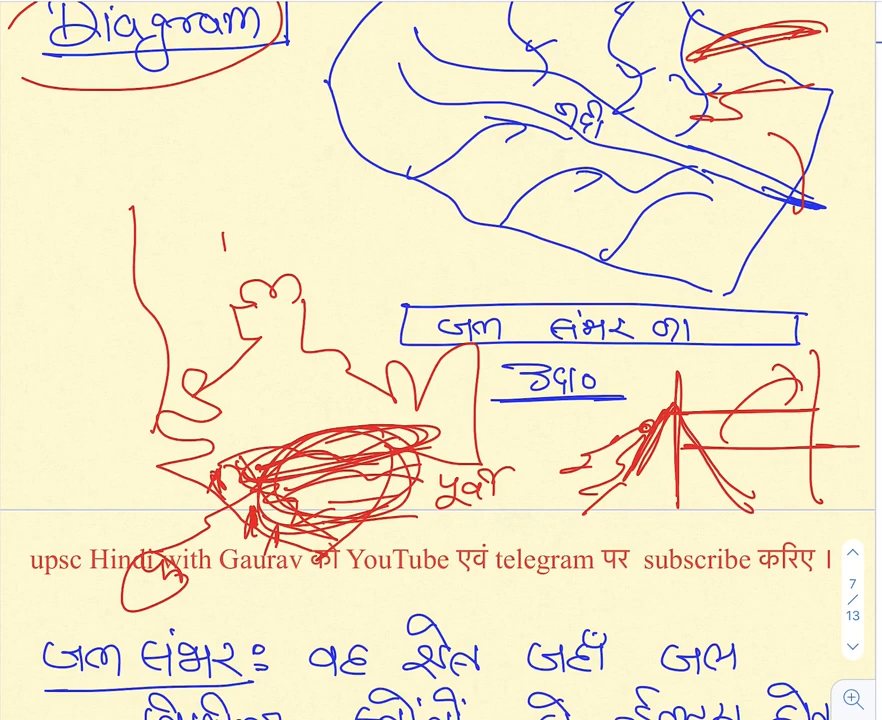 Diagram
नदी
जल संभर का
उदा०
पूर्वी
upsc Hindi with Gaurav को YouTube एवं telegram पर subscribe करिए ।
7
/
13
जल संभर : वह क्षेत्र जहाँ जल